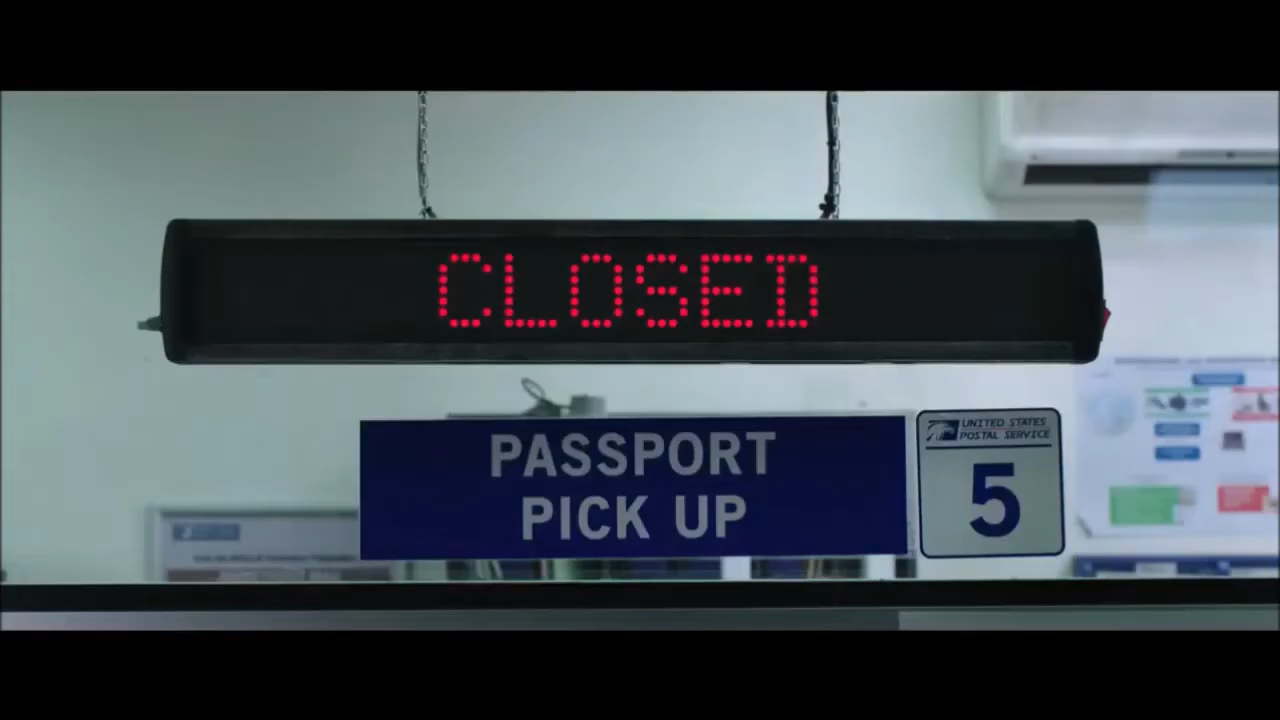 CLOSED
PASSPORT
PICK UP
UNITED STATES
POSTAL SERVICE
5